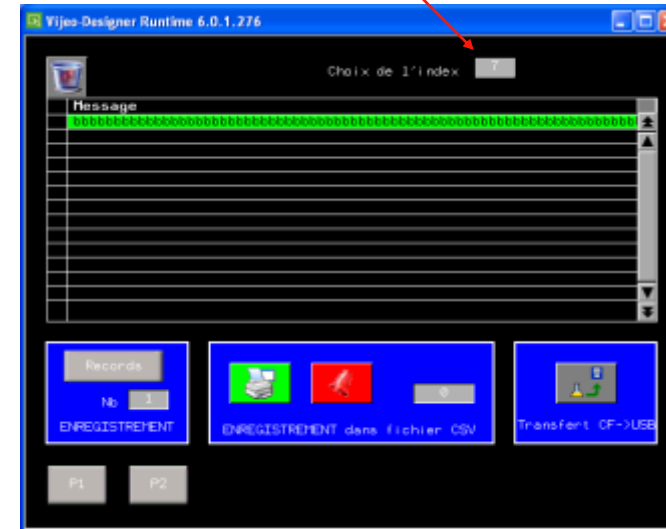 Vijeo-Designer Runtime 6.0.1.276
Choix de l'index 7
Message
Records
Nb 1
ENREGISTREMENT
0
ENREGISTREMENT dans fichier CSV
Transfert CF->USB
P1 P2